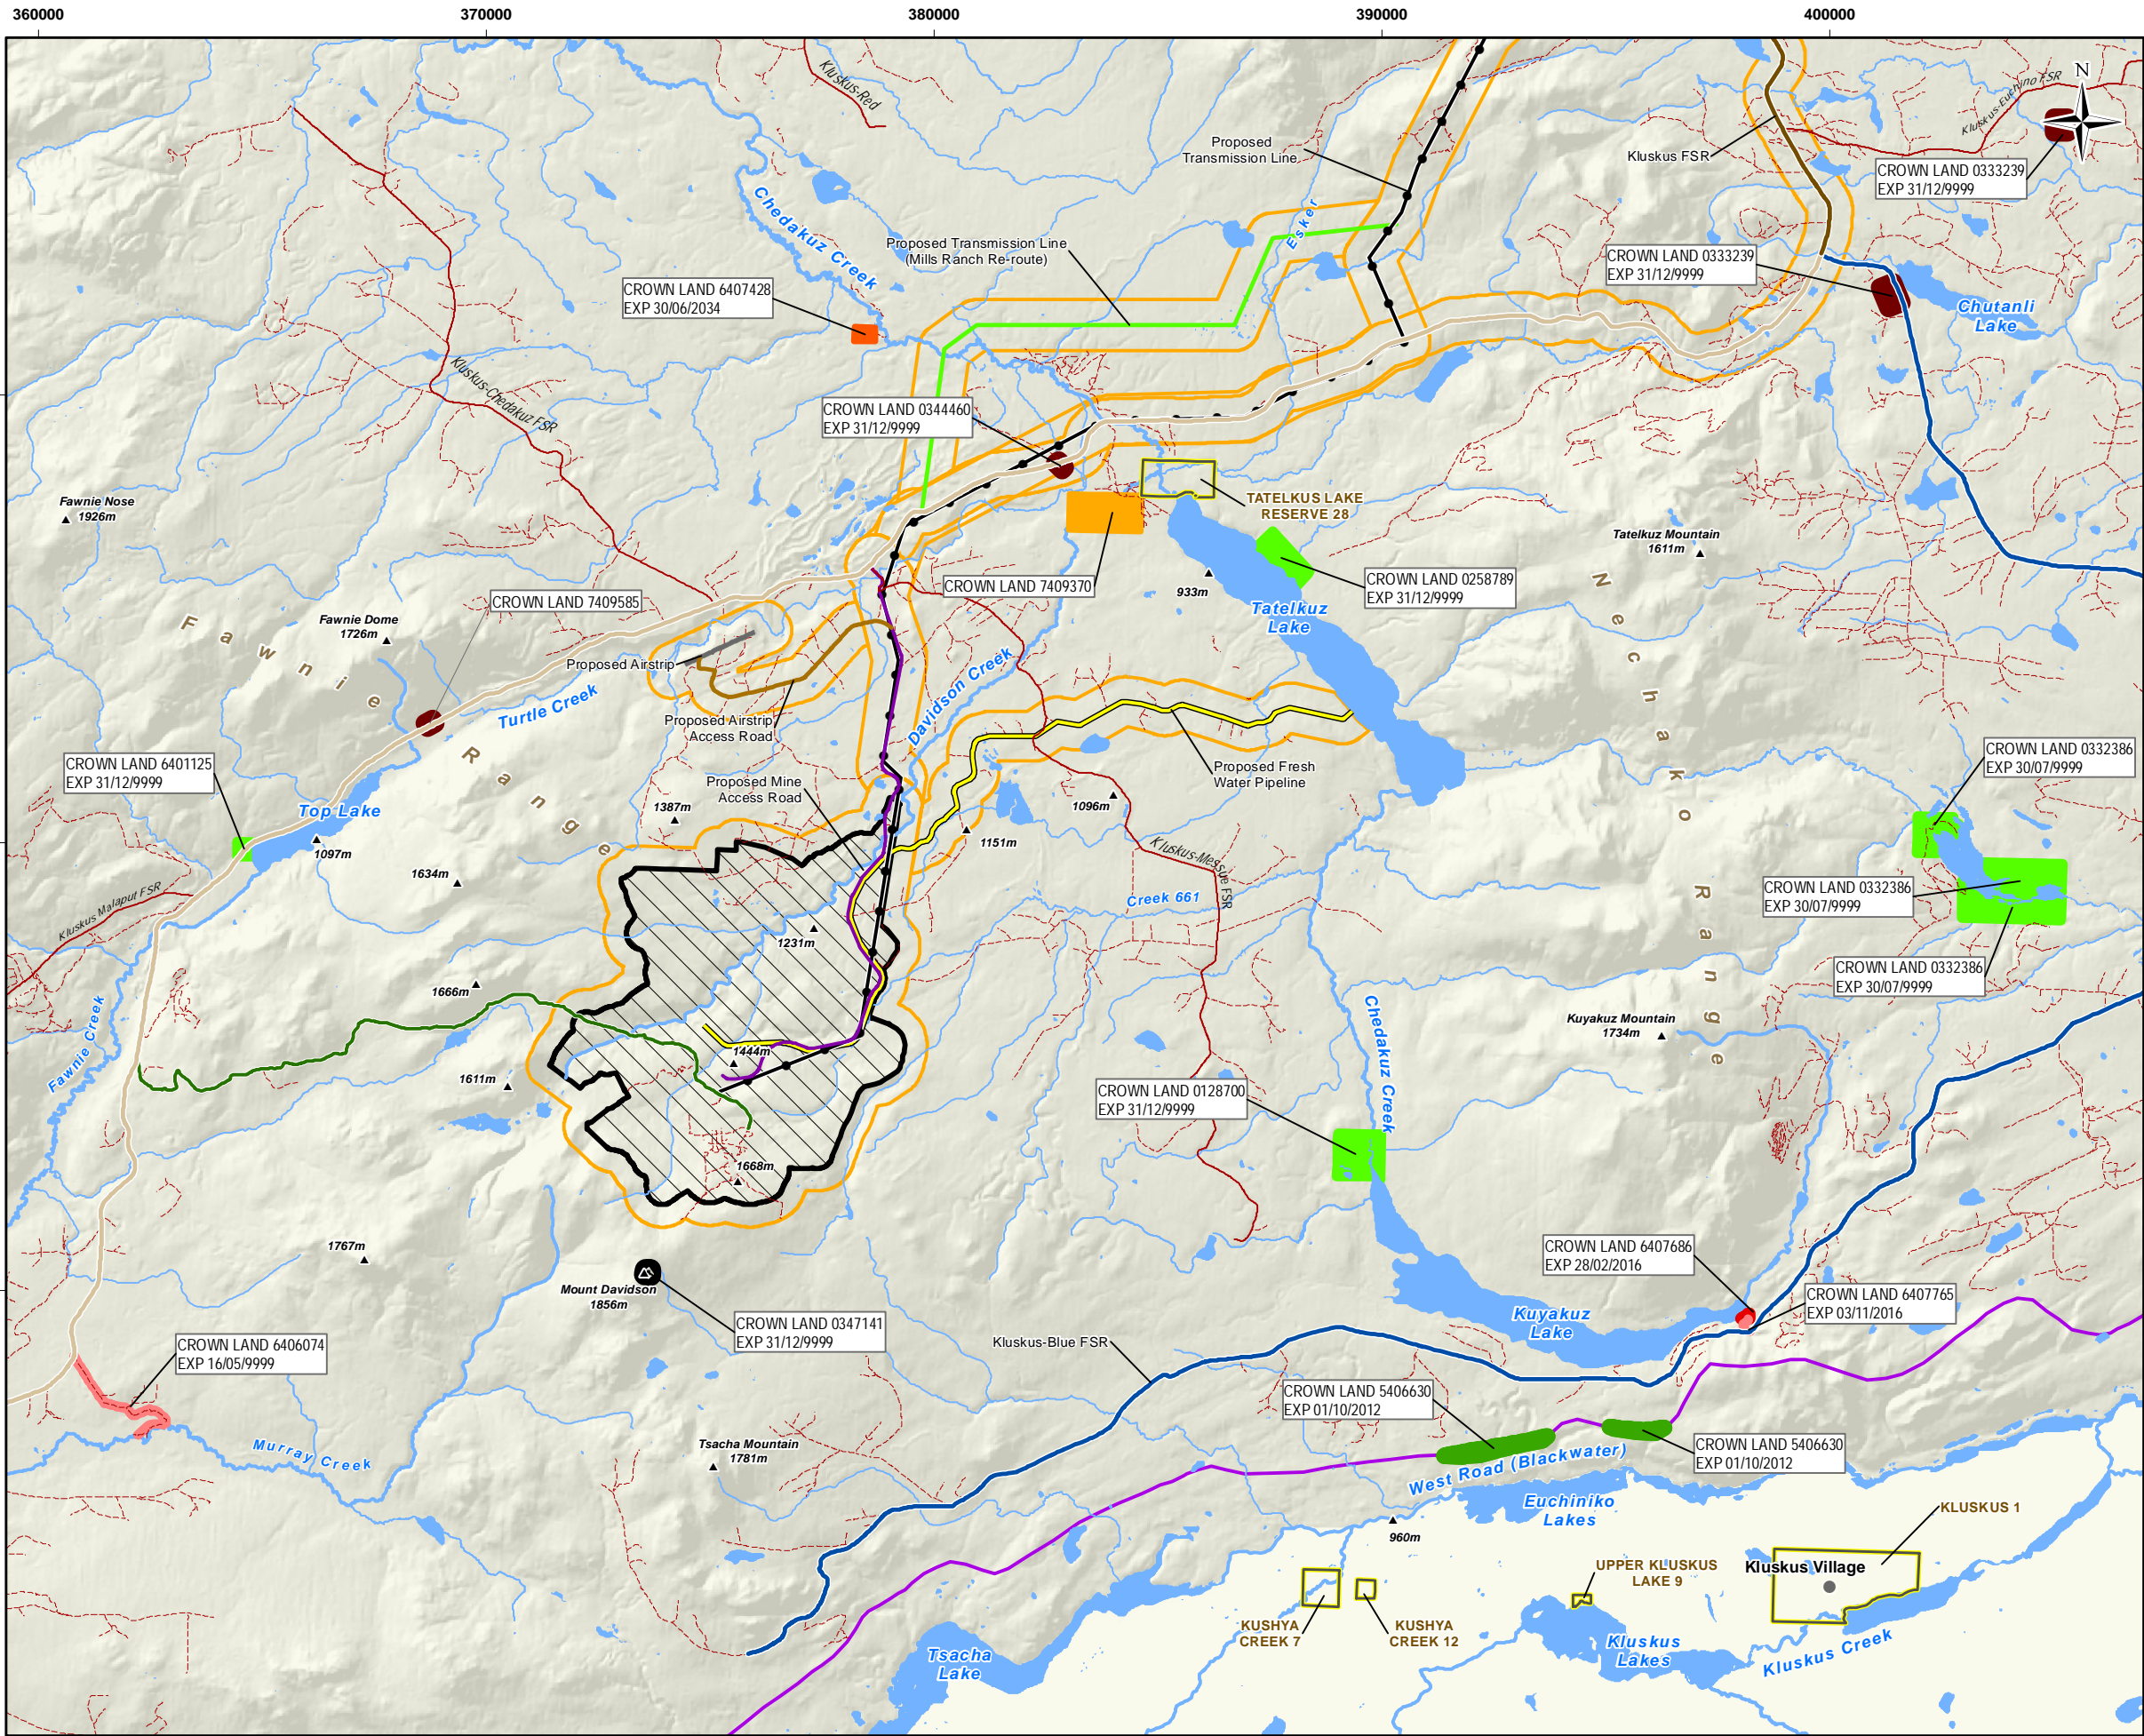 360000
370000
380000
390000
400000
N
Kluskus-Red
Kluskus-Euchino FSR
Proposed
Transmission Line
Kluskus FSR
CROWN LAND 0333239
EXP 31/12/9999
Chedakuz Creek
Esker
Proposed Transmission Line
(Mills Ranch Re-route)
CROWN LAND 0333239
EXP 31/12/9999
CROWN LAND 6407428
EXP 30/06/2034
Chutanli
Lake
Kluskus-Chedakuz FSR
CROWN LAND 0344460
EXP 31/12/9999
Fawnie Nose
1926m
TATELKUS LAKE
RESERVE 28
Tatelkuz Mountain
1611m
CROWN LAND 7409370
CROWN LAND 0258789
EXP 31/12/9999
933m
Tatelkuz
Lake
CROWN LAND 7409585
Fawnie Dome
1726m
Fawnie Range
Nechako Range
Proposed Airstrip
Turtle Creek
Davidson Creek
Proposed Airstrip
Access Road
CROWN LAND 6401125
EXP 31/12/9999
CROWN LAND 0332386
EXP 30/07/9999
Proposed Fresh
Water Pipeline
Proposed Mine
Access Road
Top Lake
1387m
1096m
1097m
1151m
Kluskus-Messue FSR
1634m
CROWN LAND 0332386
EXP 30/07/9999
Creek 661
Kluskus Malaput FSR
1231m
CROWN LAND 0332386
EXP 30/07/9999
1666m
Fawnie Creek
Chedakuz Creek
Kuyakuz Mountain
1734m
1444m
1611m
CROWN LAND 0128700
EXP 31/12/9999
1668m
1767m
CROWN LAND 6407686
EXP 28/02/2016
Mount Davidson
1856m
CROWN LAND 6407765
EXP 03/11/2016
Kuyakuz
Lake
CROWN LAND 0347141
EXP 31/12/9999
Kluskus-Blue FSR
CROWN LAND 6406074
EXP 16/05/9999
CROWN LAND 5406630
EXP 01/10/2012
Murray Creek
Tsacha Mountain
1781m
CROWN LAND 5406630
EXP 01/10/2012
West Road (Blackwater)
Euchiniko
Lakes
960m
KLUSKUS 1
Kluskus Village
UPPER KLUSKUS
LAKE 9
KUSHYA
CREEK 7
KUSHYA
CREEK 12
Tsacha
Lake
Kluskus
Lakes
Kluskus Creek